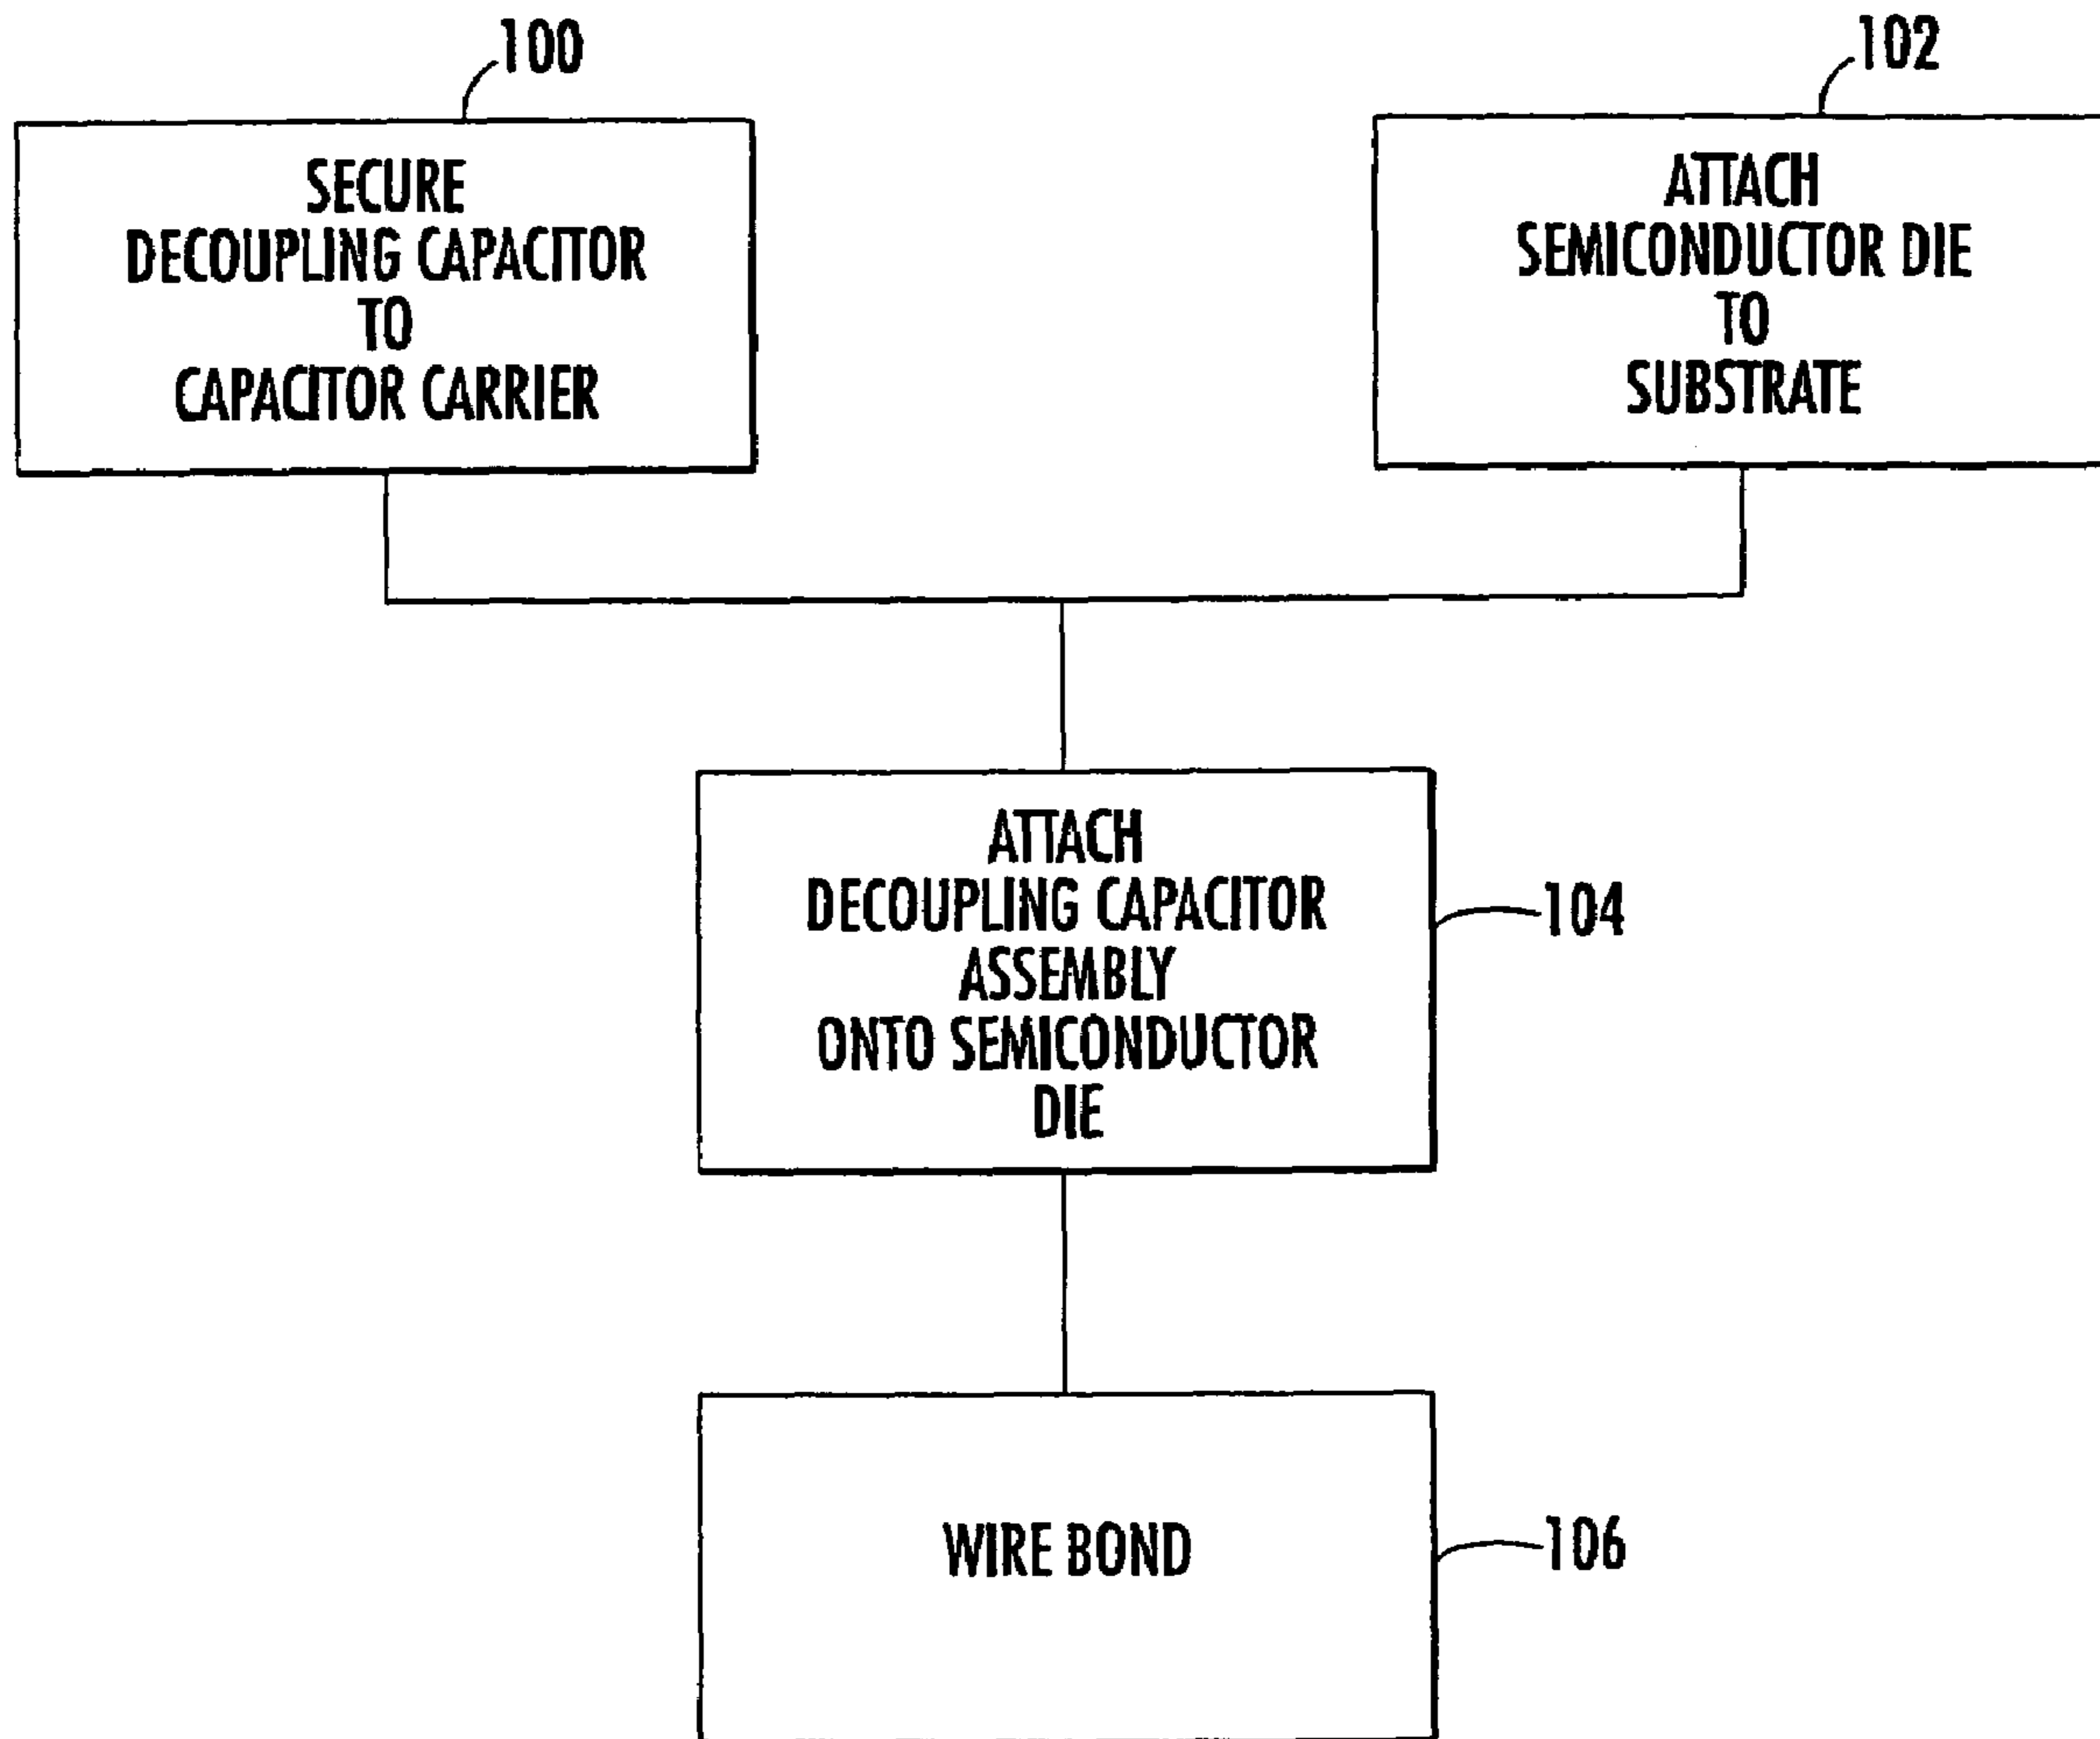 100
SECURE
DECOUPLING CAPACITOR
TO
CAPACITOR CARRIER
102
ATTACH
SEMICONDUCTOR DIE
TO
SUBSTRATE
ATTACH
DECOUPLING CAPACITOR
ASSEMBLY
ONTO SEMICONDUCTOR
DIE
104
WIRE BOND
106